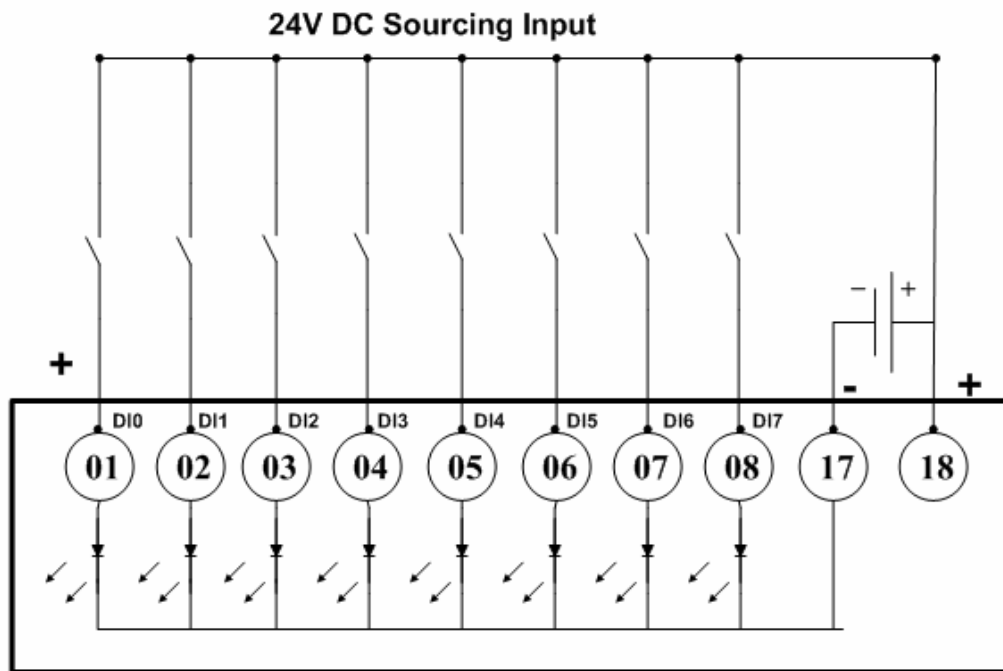 24V DC Sourcing Input
− +
+ - +
DI0 DI1 DI2 DI3 DI4 DI5 DI6 DI7
01 02 03 04 05 06 07 08 17 18